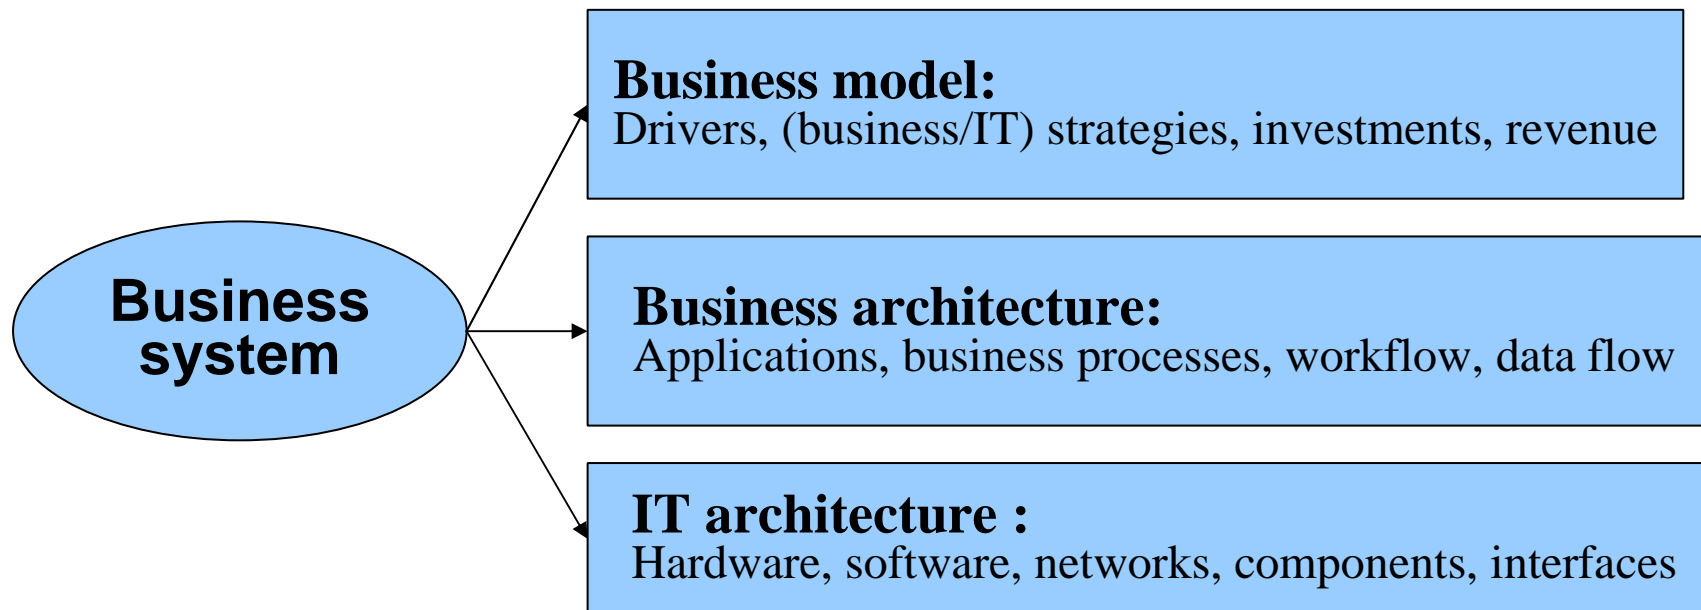 Business model:
Drivers, (business/IT) strategies, investments, revenue
Business
system
Business architecture:
Applications, business processes, workflow, data flow
IT architecture :
Hardware, software, networks, components, interfaces